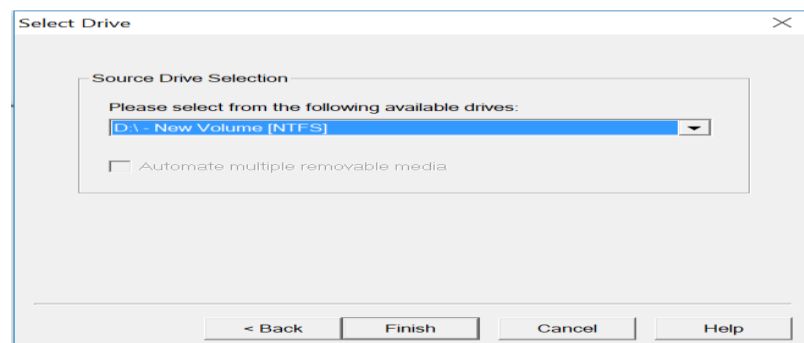 Select Drive
Source Drive Selection
Please select from the following available drives:
D:\ - New Volume [NTFS]
Automate multiple removable media
< Back Finish Cancel Help